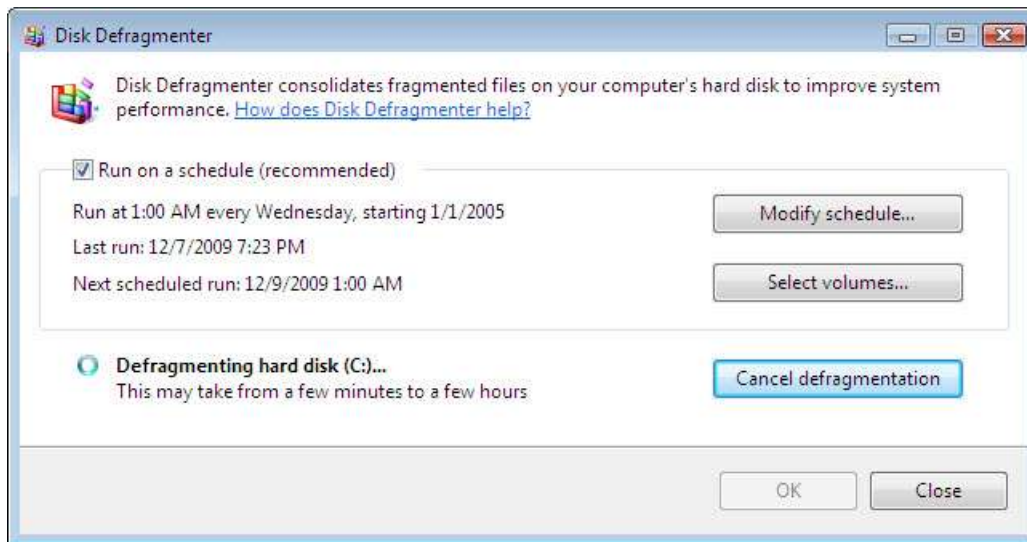 Disk Defragmenter
Disk Defragmenter consolidates fragmented files on your computer's hard disk to improve system
performance. How does Disk Defragmenter help?
Run on a schedule (recommended)
Run at 1:00 AM every Wednesday, starting 1/1/2005
Modify schedule...
Last run: 12/7/2009 7:23 PM
Next scheduled run: 12/9/2009 1:00 AM
Select volumes...
Defragmenting hard disk (C:)...
This may take from a few minutes to a few hours
Cancel defragmentation
OK
Close